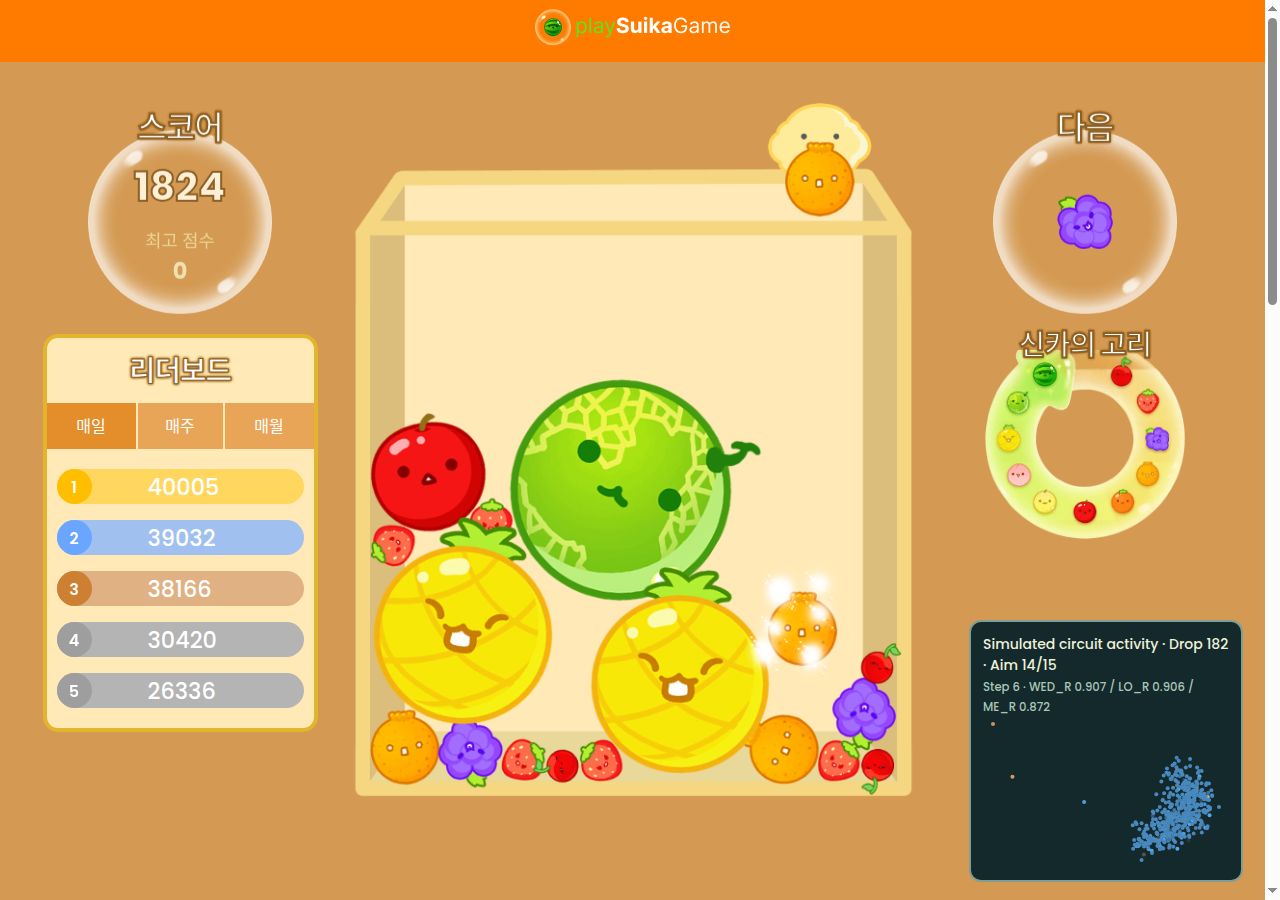 playSuikaGame
스코어
1824
최고 점수
0
리더보드
매일 매주 매월
1 40005
2 39032
3 38166
4 30420
5 26336
다음
신카의 고리
Simulated circuit activity · Drop 182
· Aim 14/15
Step 6 · WED_R 0.907 / LO_R 0.906 /
ME_R 0.872